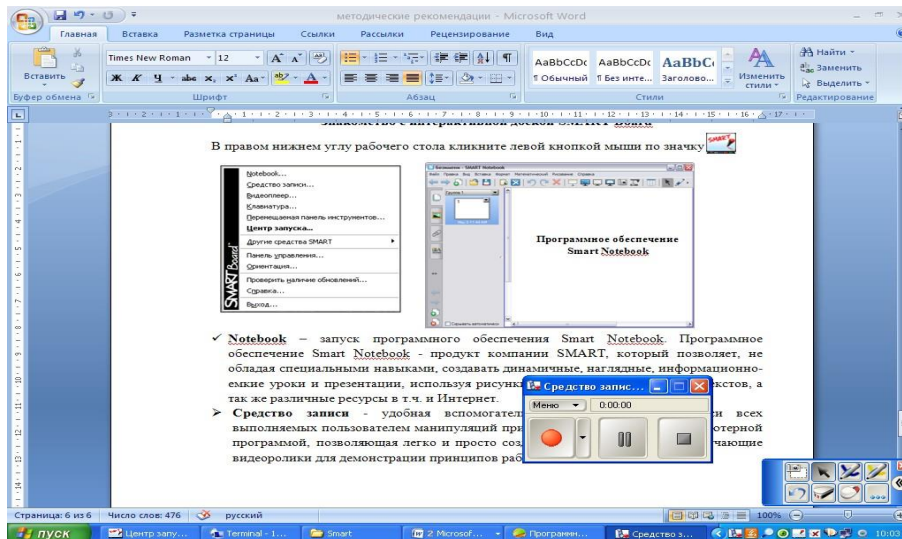 методические рекомендации - Microsoft Word
Главная Вставка Разметка страницы Ссылки Рассылки Рецензирование Вид
Вставить
Times New Roman 12
Ж К Ч abc x₂ x² Aa
AaBbCcDc AaBbCcDc AaBbC
¶ Обычный ¶ Без инте... Заголово...
Изменить стили
Найти
Заменить
Выделить
Буфер обмена Шрифт Абзац Стили Редактирование
В правом нижнем углу рабочего стола кликните левой кнопкой мыши по значку
SMART Board
Notebook...
Средство записи...
Видеоплеер...
Клавиатура...
Перемещаемая панель инструментов...
Центр запуска...
Другие средства SMART
Панель управления...
Ориентация...
Проверить наличие обновлений...
Справка...
Выход...
Программное обеспечение
Smart Notebook
✓ Notebook – запуск программного обеспечения Smart Notebook. Программное
обеспечение Smart Notebook - продукт компании SMART, который позволяет, не
обладая специальными навыками, создавать динамичные, наглядные, информационно-
емкие уроки и презентации, используя рисунки екстов, а
так же различные ресурсы в т.ч. и Интернет.
➢ Средство записи - удобная вспомогател си всех
выполняемых пользователем манипуляций при отерной
программой, позволяющая легко и просто соз чающие
видеоролики для демонстрации принципов раб
Средство запис...
Меню 0:00:00
Страница: 6 из 6 Число слов: 476 русский 100%
пуск Центр запу... Terminal - 1... Smart 2 Microsof... Программн... Средство з... 10:03